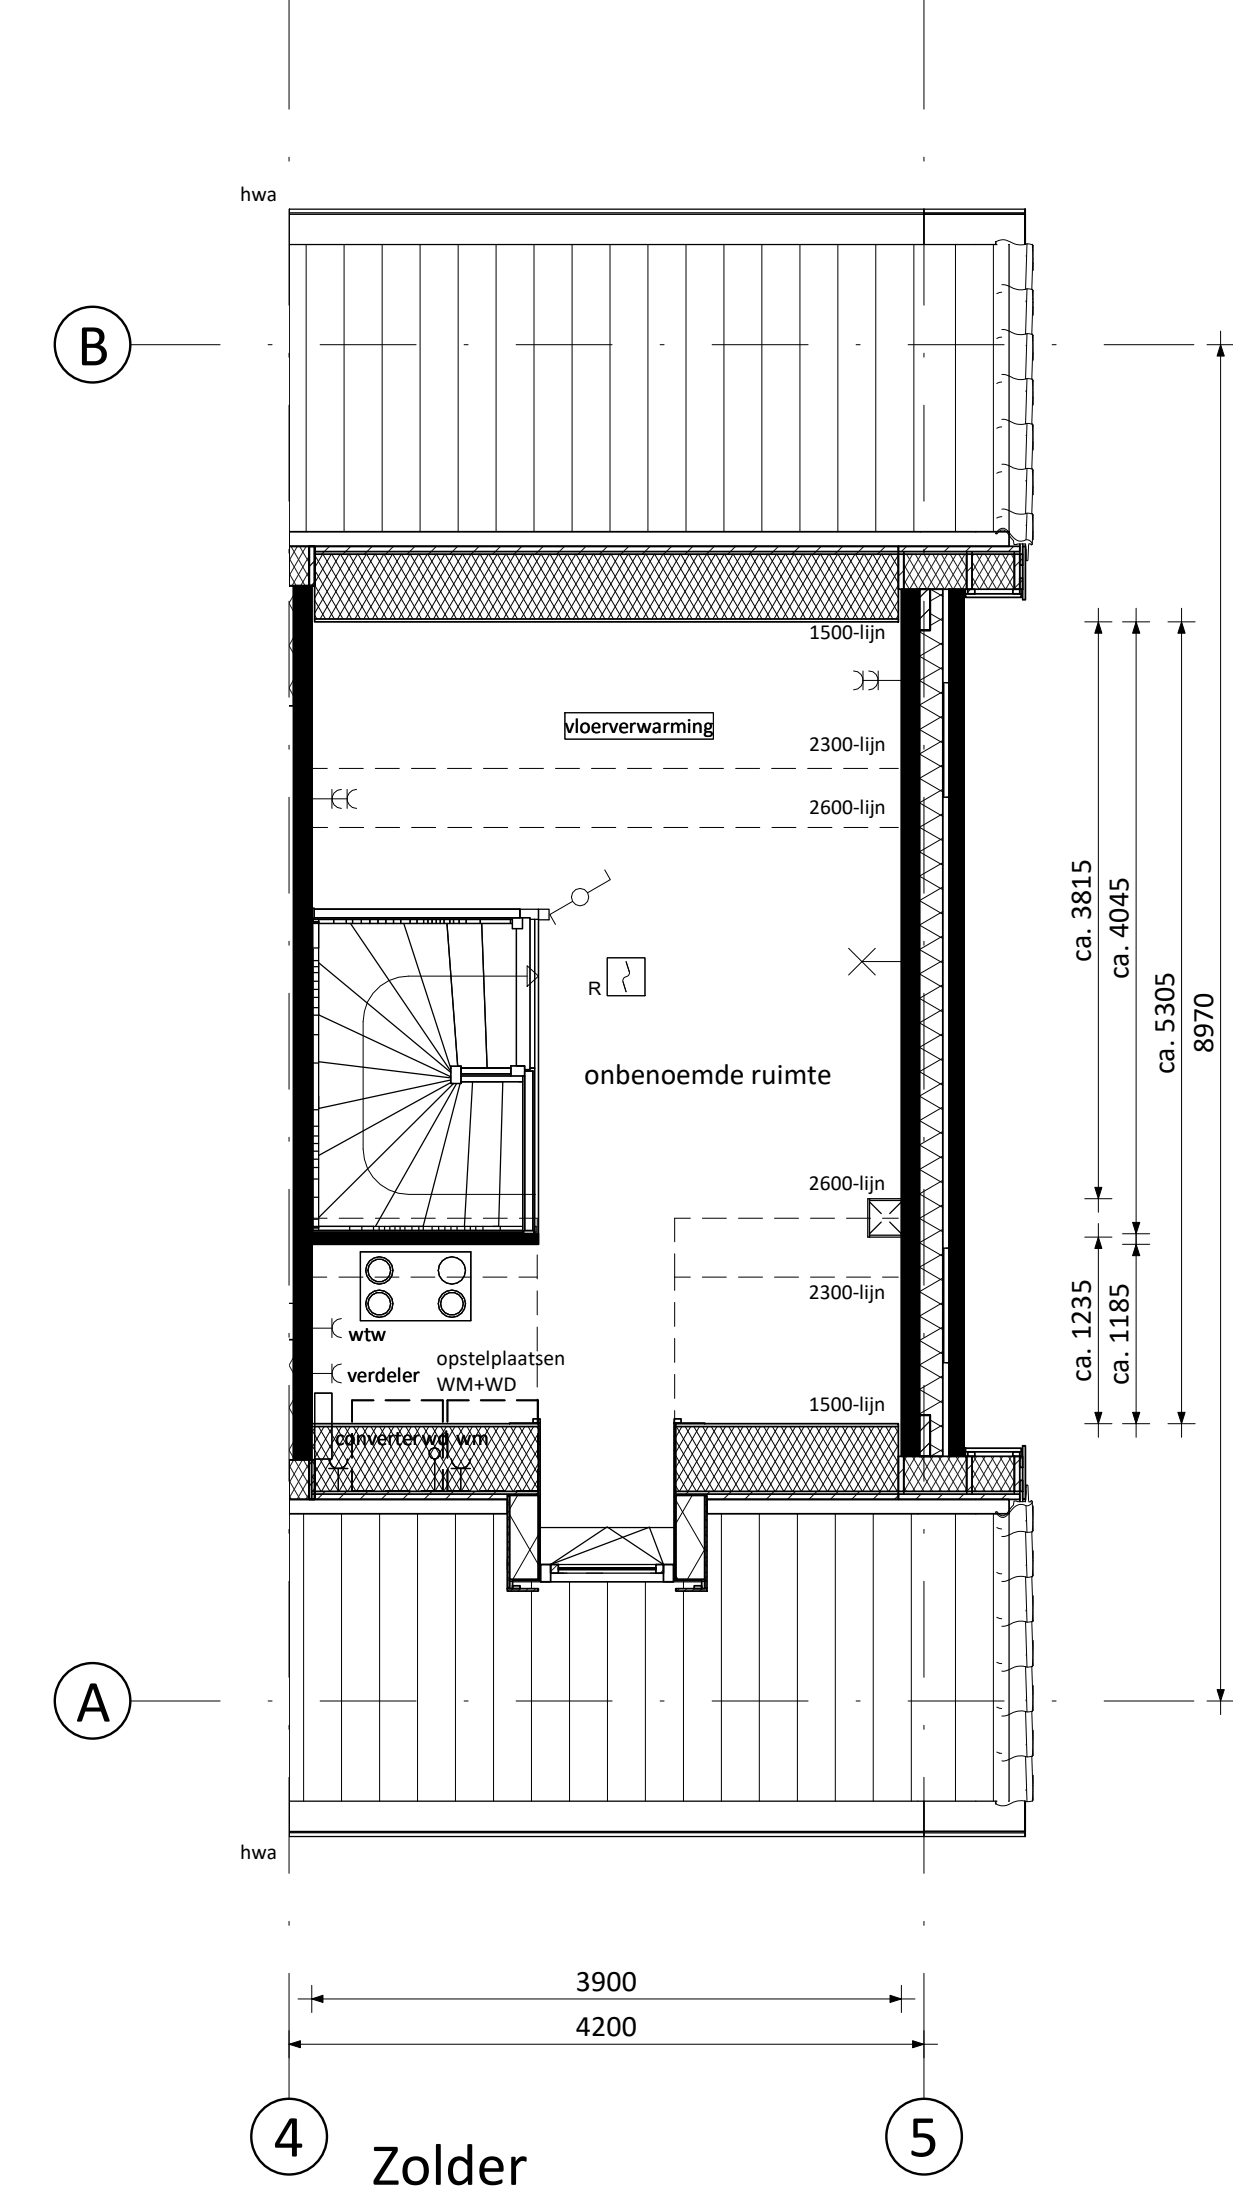 hwa
B
1500-lijn
vloerverwarming
2300-lijn
2600-lijn
ca. 3815
ca. 4045
ca. 5305
8970
R
onbenoemde ruimte
2600-lijn
2300-lijn
ca. 1235
ca. 1185
wtw
opstelplaatsen
WM+WD
verdeler
1500-lijn
converter wd wm
A
hwa
3900
4200
4
5
Zolder